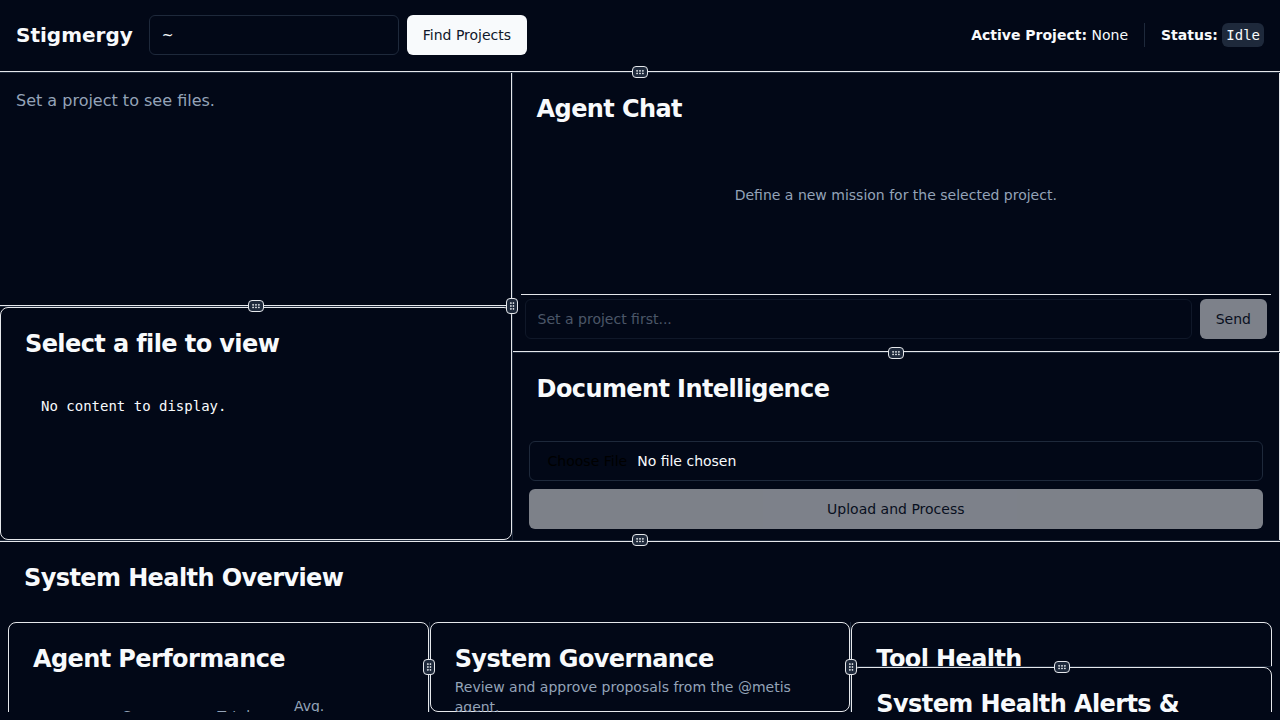 Stigmergy
~
Find Projects
Active Project: None
Status: Idle
Set a project to see files.
Select a file to view
No content to display.
Agent Chat
Define a new mission for the selected project.
Set a project first...
Send
Document Intelligence
Choose File No file chosen
Upload and Process
System Health Overview
Agent Performance
Avg.
System Governance
Review and approve proposals from the @metis
agent.
Tool Health
System Health Alerts &